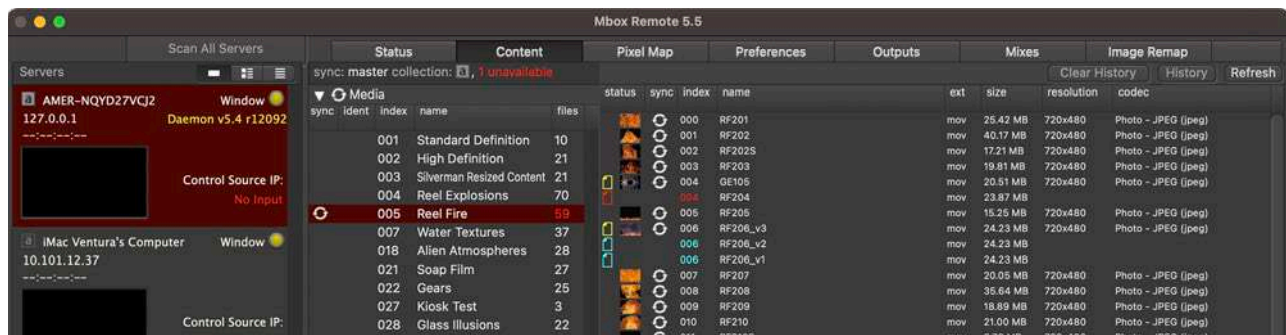 Mbox Remote 5.5
Scan All Servers
Status Content Pixel Map Preferences Outputs Mixes Image Remap
Servers
sync: master collection: a, 1 unavailable
Clear History History Refresh
a AMER-NQYD27VCJ2 Window
127.0.0.1 Daemon v5.4 r12092
--:--:--:--
Control Source IP:
No Input
a iMac Ventura's Computer Window
10.101.12.37
--:--:--:--
Control Source IP:
Media
sync ident index name files
001 Standard Definition 10
002 High Definition 21
003 Silverman Resized Content 21
004 Reel Explosions 70
005 Reel Fire 59
007 Water Textures 37
018 Alien Atmospheres 28
021 Soap Film 27
022 Gears 25
027 Kiosk Test 3
028 Glass Illusions 22
status sync index name ext size resolution codec
000 RF201 mov 25.42 MB 720x480 Photo - JPEG (jpeg)
001 RF202 mov 40.17 MB 720x480 Photo - JPEG (jpeg)
002 RF202S mov 17.21 MB 720x480 Photo - JPEG (jpeg)
003 RF203 mov 19.81 MB 720x480 Photo - JPEG (jpeg)
004 GE105 mov 20.51 MB 720x480 Photo - JPEG (jpeg)
004 RF204 mov 23.87 MB
005 RF205 mov 15.25 MB 720x480 Photo - JPEG (jpeg)
006 RF206_v3 mov 24.23 MB 720x480 Photo - JPEG (jpeg)
006 RF206_v2 mov 24.23 MB
006 RF206_v1 mov 24.23 MB
007 RF207 mov 20.05 MB 720x480 Photo - JPEG (jpeg)
008 RF208 mov 35.64 MB 720x480 Photo - JPEG (jpeg)
009 RF209 mov 18.89 MB 720x480 Photo - JPEG (jpeg)
010 RF210 mov 21.00 MB 720x480 Photo - JPEG (jpeg)